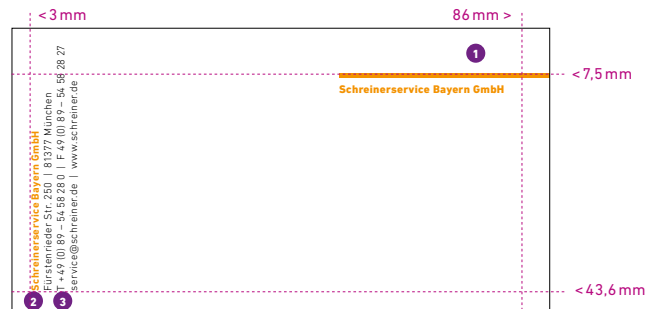 < 3 mm
86 mm >
1
< 7,5 mm
Schreinerservice Bayern GmbH
Schreinerservice Bayern GmbH
Fürstenrieder Str. 250 | 81377 München
T +49 (0) 89 – 54 58 28 0 | F 49 (0) 89 – 54 58 28 27
service@schreiner.de | www.schreiner.de
< 43,6 mm
2
3